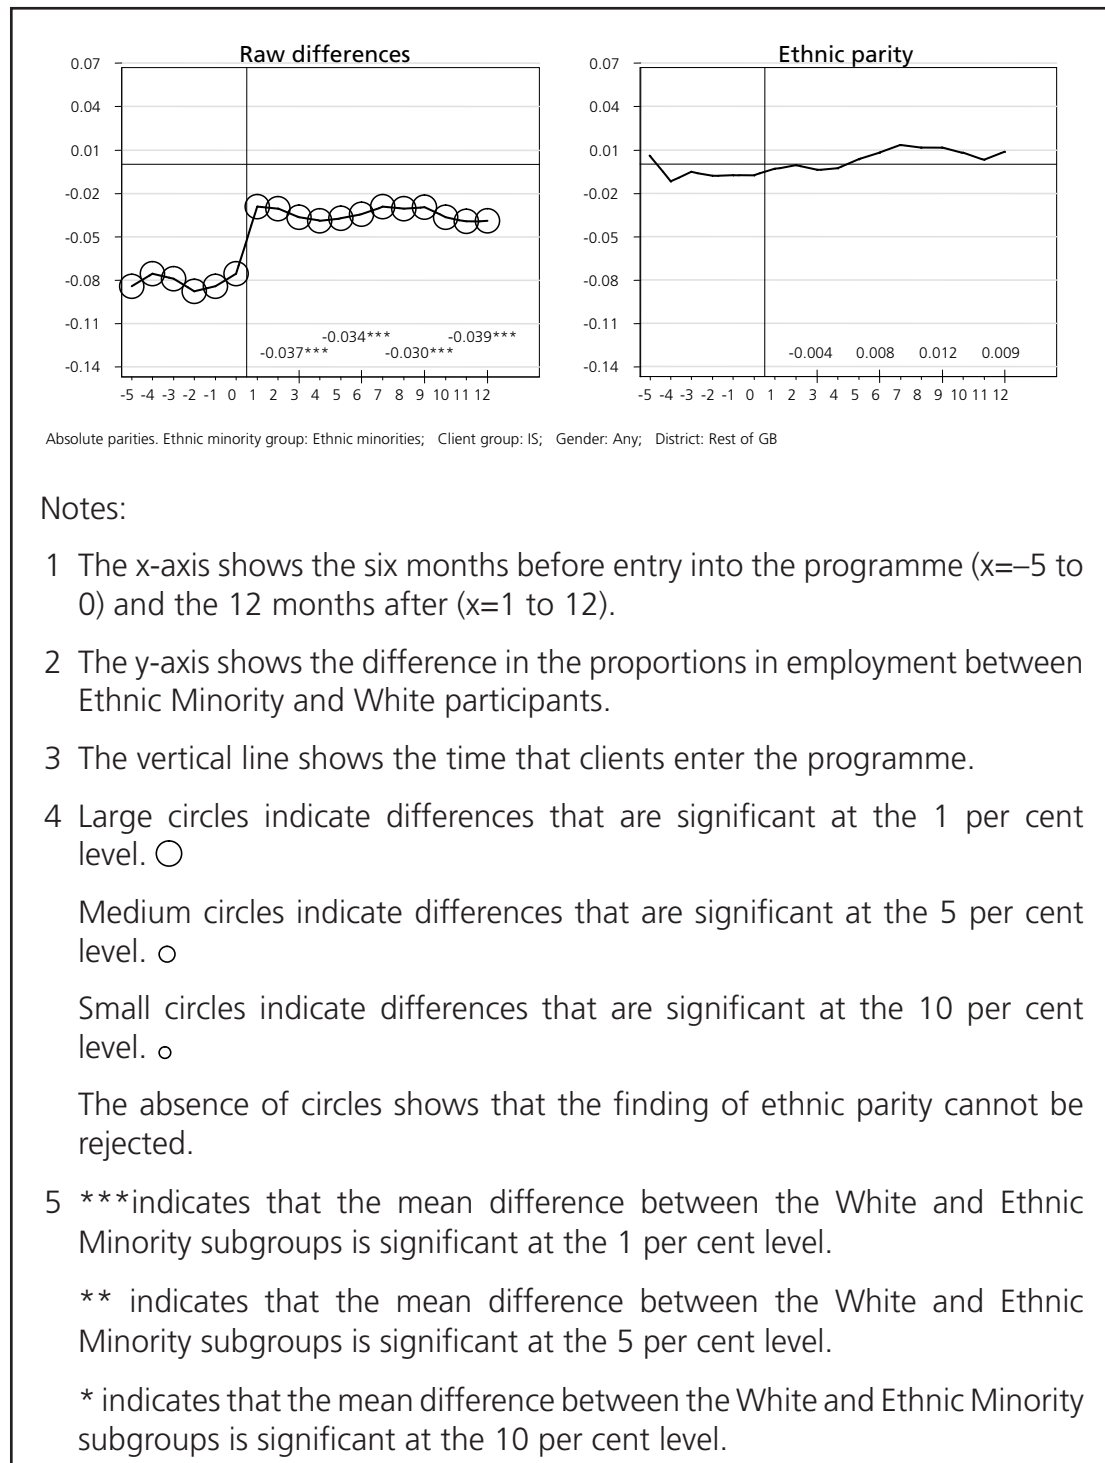 Raw differences
0.07
0.04
0.01
-0.02
-0.05
-0.08
-0.11
-0.14
-0.037***
-0.034***
-0.030***
-0.039***
-5 -4 -3 -2 -1 0 1 2 3 4 5 6 7 8 9 10 11 12
Ethnic parity
0.07
0.04
0.01
-0.02
-0.05
-0.08
-0.11
-0.14
-0.004 0.008 0.012 0.009
-5 -4 -3 -2 -1 0 1 2 3 4 5 6 7 8 9 10 11 12
Absolute parities. Ethnic minority group: Ethnic minorities; Client group: IS; Gender: Any; District: Rest of GB
Notes:
1 The x-axis shows the six months before entry into the programme (x=–5 to
0) and the 12 months after (x=1 to 12).
2 The y-axis shows the difference in the proportions in employment between
Ethnic Minority and White participants.
3 The vertical line shows the time that clients enter the programme.
4 Large circles indicate differences that are significant at the 1 per cent
level.
Medium circles indicate differences that are significant at the 5 per cent
level.
Small circles indicate differences that are significant at the 10 per cent
level.
The absence of circles shows that the finding of ethnic parity cannot be
rejected.
5 ***indicates that the mean difference between the White and Ethnic
Minority subgroups is significant at the 1 per cent level.
** indicates that the mean difference between the White and Ethnic
Minority subgroups is significant at the 5 per cent level.
* indicates that the mean difference between the White and Ethnic Minority
subgroups is significant at the 10 per cent level.